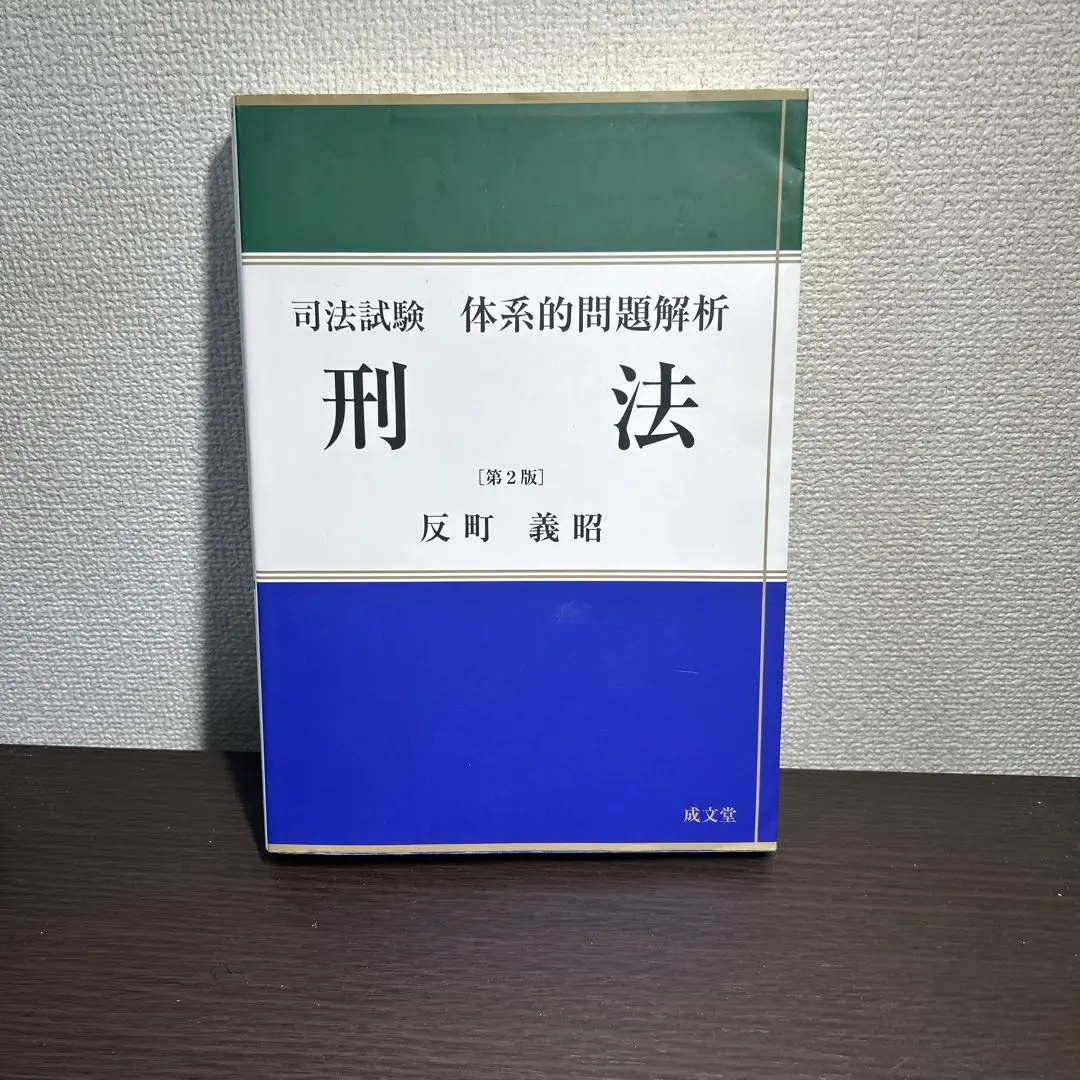 司法試験　体系的問題解析
刑　法
［第２版］
反町　義昭
成文堂